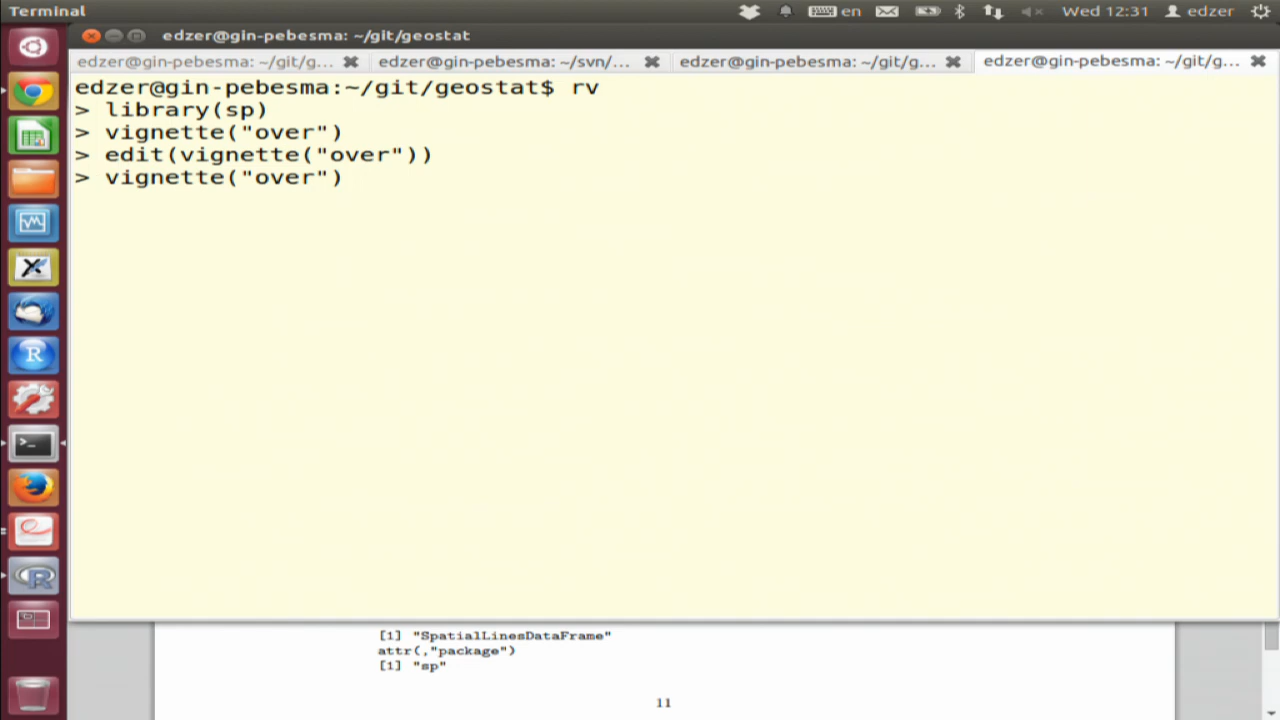 Terminal
en
Wed 12:31
edzer
edzer@gin-pebesma: ~/git/geostat
edzer@gin-pebesma: ~/git/g...
edzer@gin-pebesma: ~/svn/...
edzer@gin-pebesma: ~/git/g...
edzer@gin-pebesma: ~/git/g...
edzer@gin-pebesma:~/git/geostat$ rv
> library(sp)
> vignette("over")
> edit(vignette("over"))
> vignette("over")
[1] "SpatialLinesDataFrame"
attr(,"package")
[1] "sp"
11